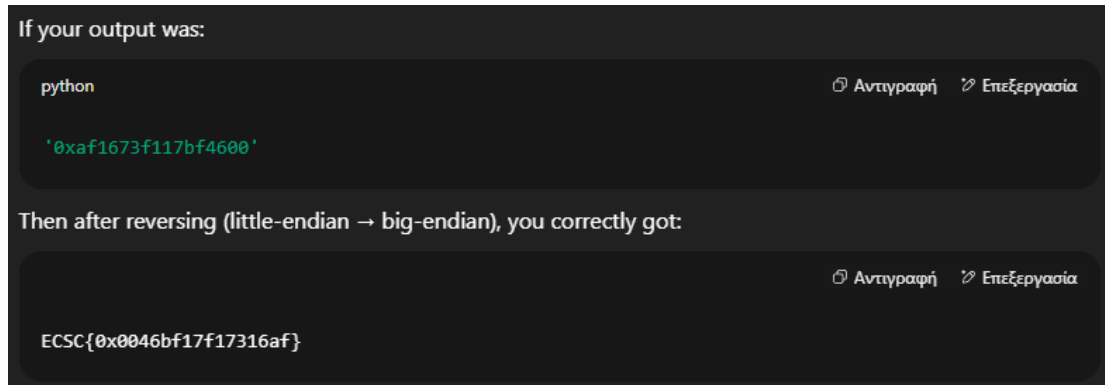 If your output was:
python Αντιγραφή Επεξεργασία
'0xaf1673f117bf4600'
Then after reversing (little-endian → big-endian), you correctly got:
Αντιγραφή Επεξεργασία
ECSC{0x0046bf17f17316af}